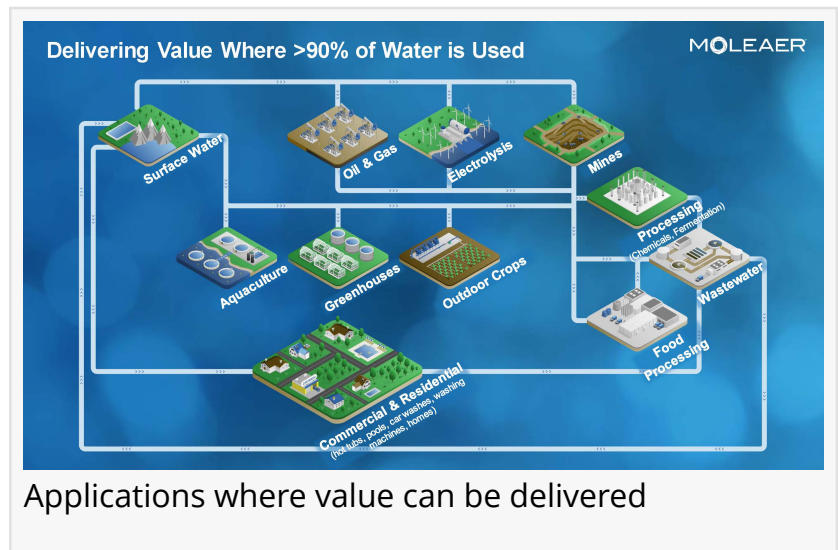 Delivering Value Where >90% of Water is Used
MOLEAER
Surface Water
Oil & Gas
Electrolysis
Mines
Processing
(Chemicals, Fermentation)
Aquaculture
Greenhouses
Outdoor Crops
Wastewater
Food
Processing
Commercial & Residential
(hot tubs, pools, car washes, washing
machines, homes)
Applications where value can be delivered